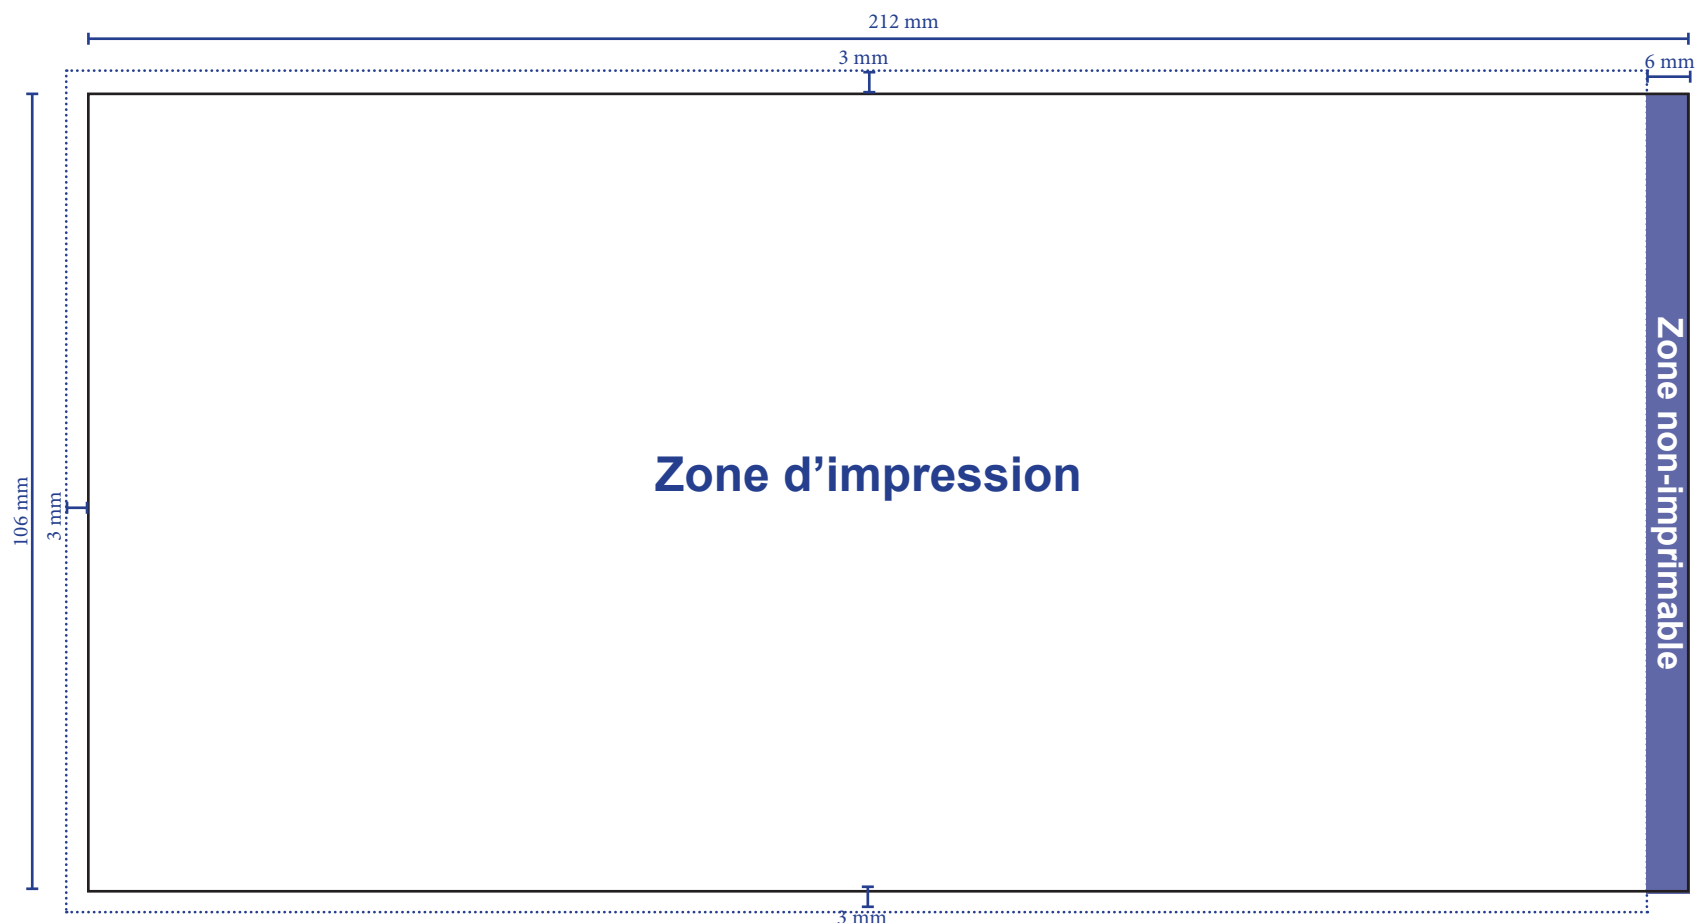 212 mm
3 mm
6 mm
Zone d’impression
Zone non-imprimable
106 mm
3 mm
3 mm